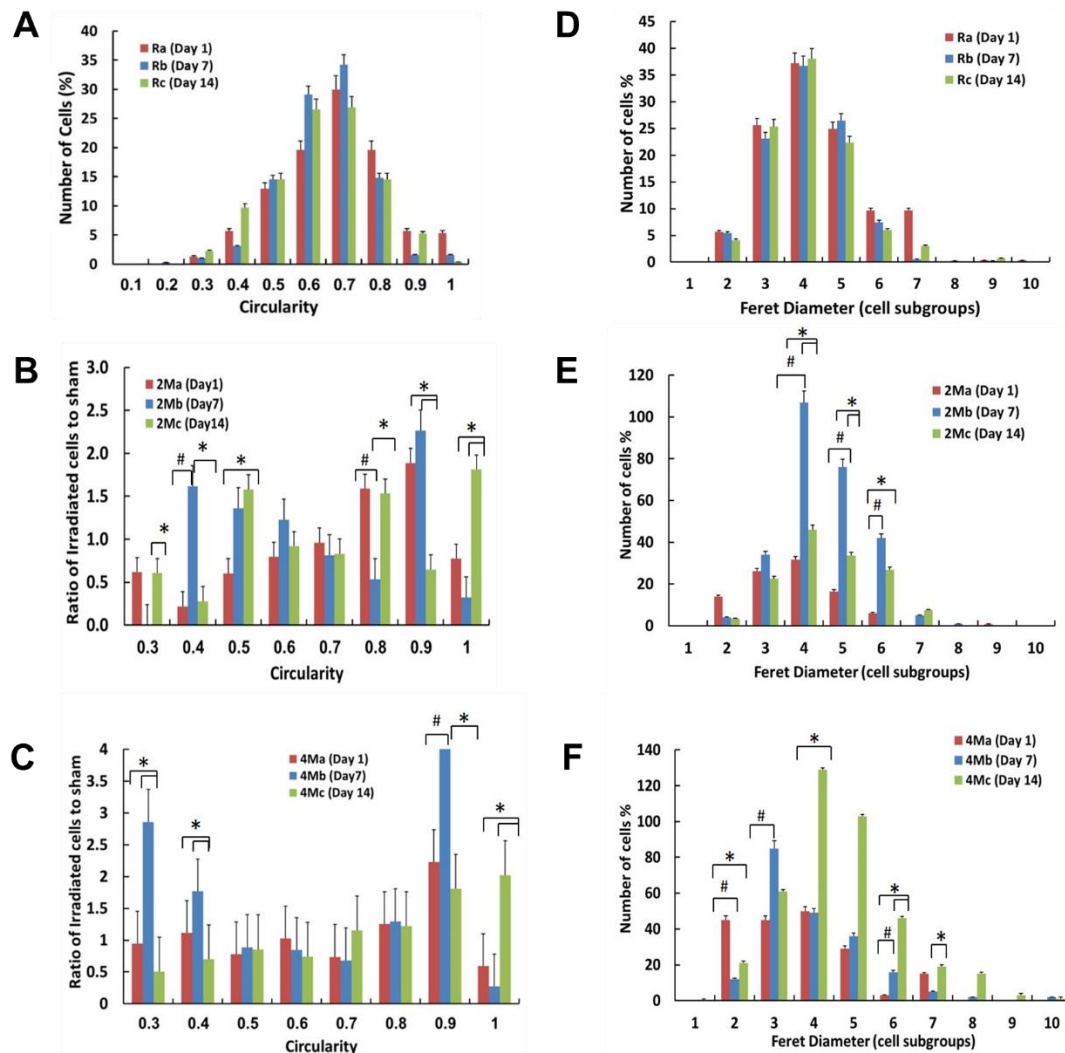 A
Number of Cells (%)
40
35
30
25
20
15
10
5
0
Ra (Day 1)
Rb (Day 7)
Rc (Day 14)
0.1 0.2 0.3 0.4 0.5 0.6 0.7 0.8 0.9 1
Circularity
D
Number of cells %
45
40
35
30
25
20
15
10
5
0
Ra (Day 1)
Rb (Day 7)
Rc (Day 14)
1 2 3 4 5 6 7 8 9 10
Feret Diameter (cell subgroups)
B
Ratio of Irradiated cells to sham
3.0
2.5
2.0
1.5
1.0
0.5
0.0
2Ma (Day1)
2Mb (Day7)
2Mc (Day14)
* # * * # * * *
0.3 0.4 0.5 0.6 0.7 0.8 0.9 1
Circularity
E
Number of cells %
120
100
80
60
40
20
0
2Ma (Day 1)
2Mb (Day 7)
2Mc (Day 14)
* # * # * #
1 2 3 4 5 6 7 8 9 10
Feret Diameter (cell subgroups)
C
Ratio of Irradiated cells to sham
4
3.5
3
2.5
2
1.5
1
0.5
0
4Ma (Day 1)
4Mb (Day7)
4Mc (Day 14)
* * # * *
0.3 0.4 0.5 0.6 0.7 0.8 0.9 1
Circularity
F
Number of cells %
140
120
100
80
60
40
20
0
4Ma (Day 1)
4Mb (Day 7)
4Mc (Day 14)
* # # * * # *
1 2 3 4 5 6 7 8 9 10
Feret Diameter (cell subgroups)